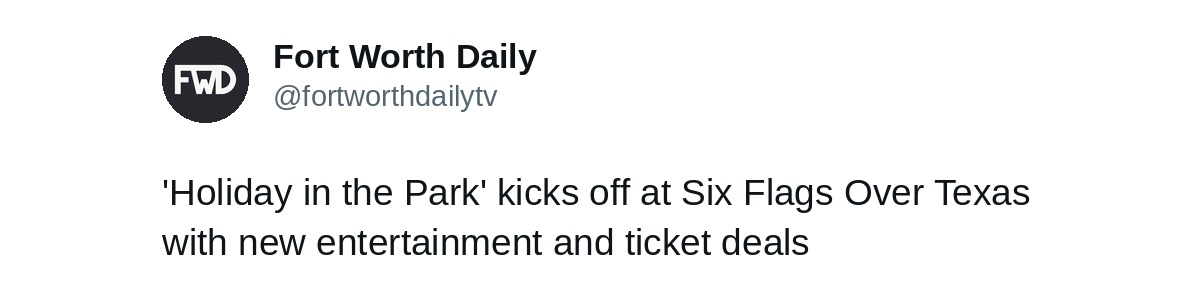 FWD
Fort Worth Daily
@fortworthdailytv
'Holiday in the Park' kicks off at Six Flags Over Texas
with new entertainment and ticket deals